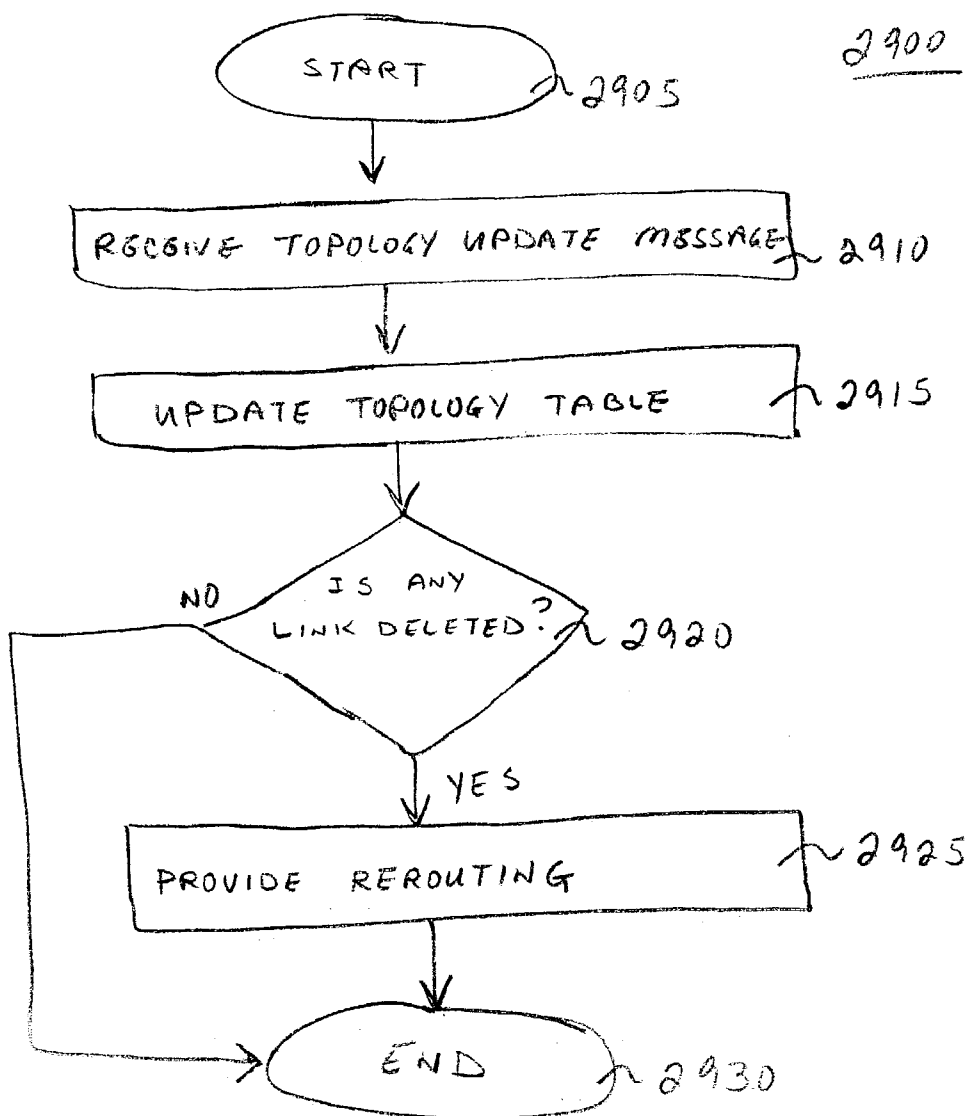 2900
START
2905
RECEIVE TOPOLOGY UPDATE MESSAGE
2910
UPDATE TOPOLOGY TABLE
2915
IS ANY
LINK DELETED?
2920
NO
YES
PROVIDE REROUTING
2925
END
2930